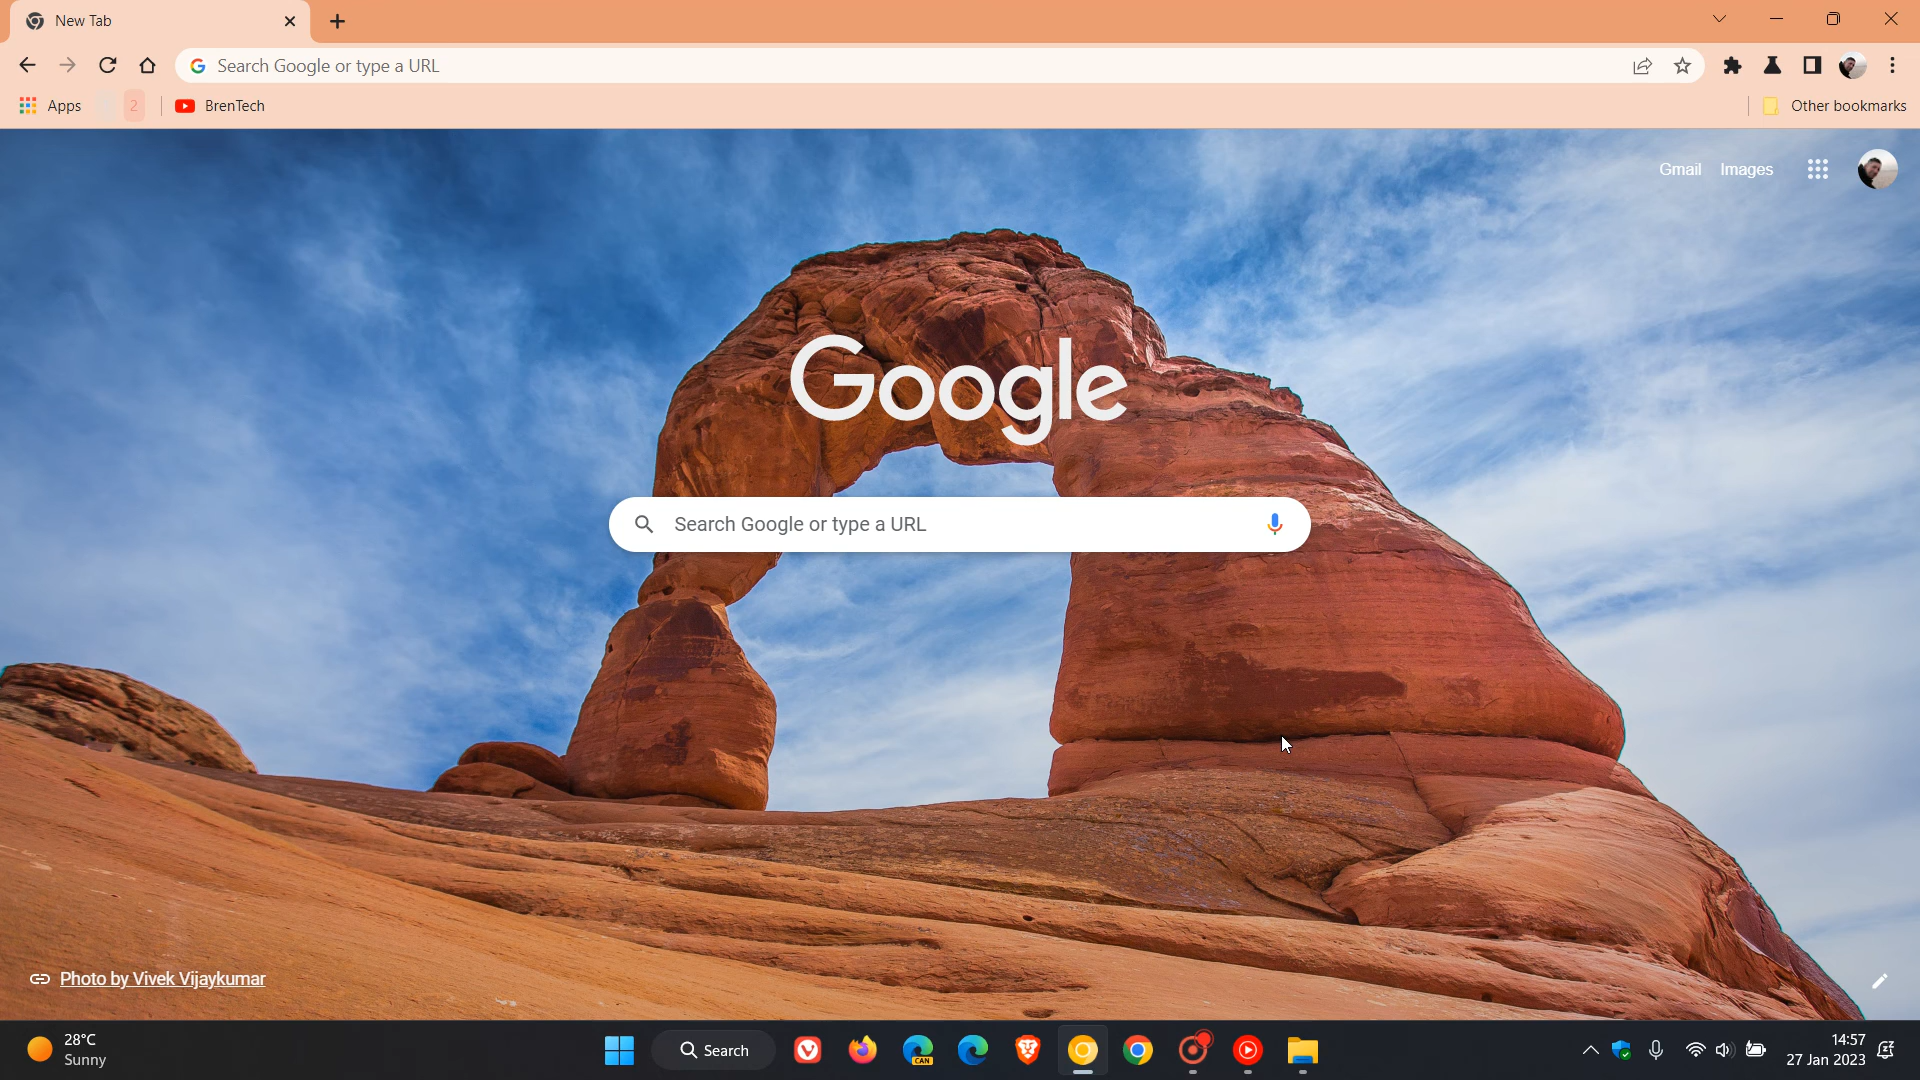 New Tab
Search Google or type a URL
Apps
2
BrenTech
Other bookmarks
Gmail
Images
Google
Search Google or type a URL
Photo by Vivek Vijaykumar
28°C
Sunny
Search
CAN
14:57
27 Jan 2023